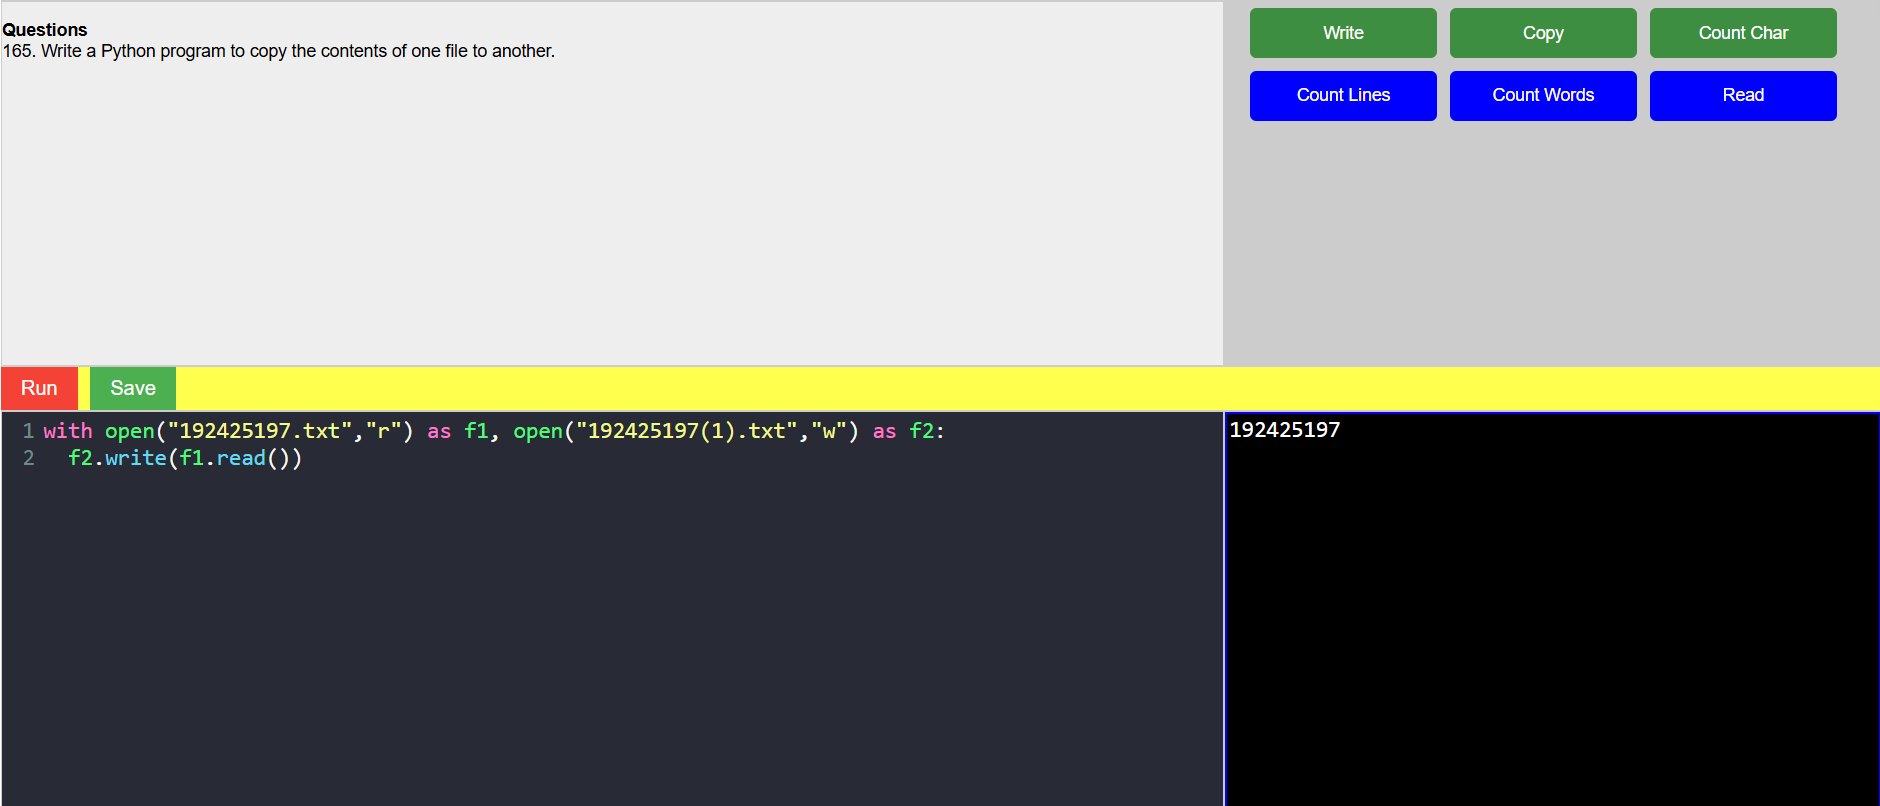 Questions
165. Write a Python program to copy the contents of one file to another.
Write
Copy
Count Char
Count Lines
Count Words
Read
Run
Save
1 with open("192425197.txt","r") as f1, open("192425197(1).txt","w") as f2:
2   f2.write(f1.read())
192425197